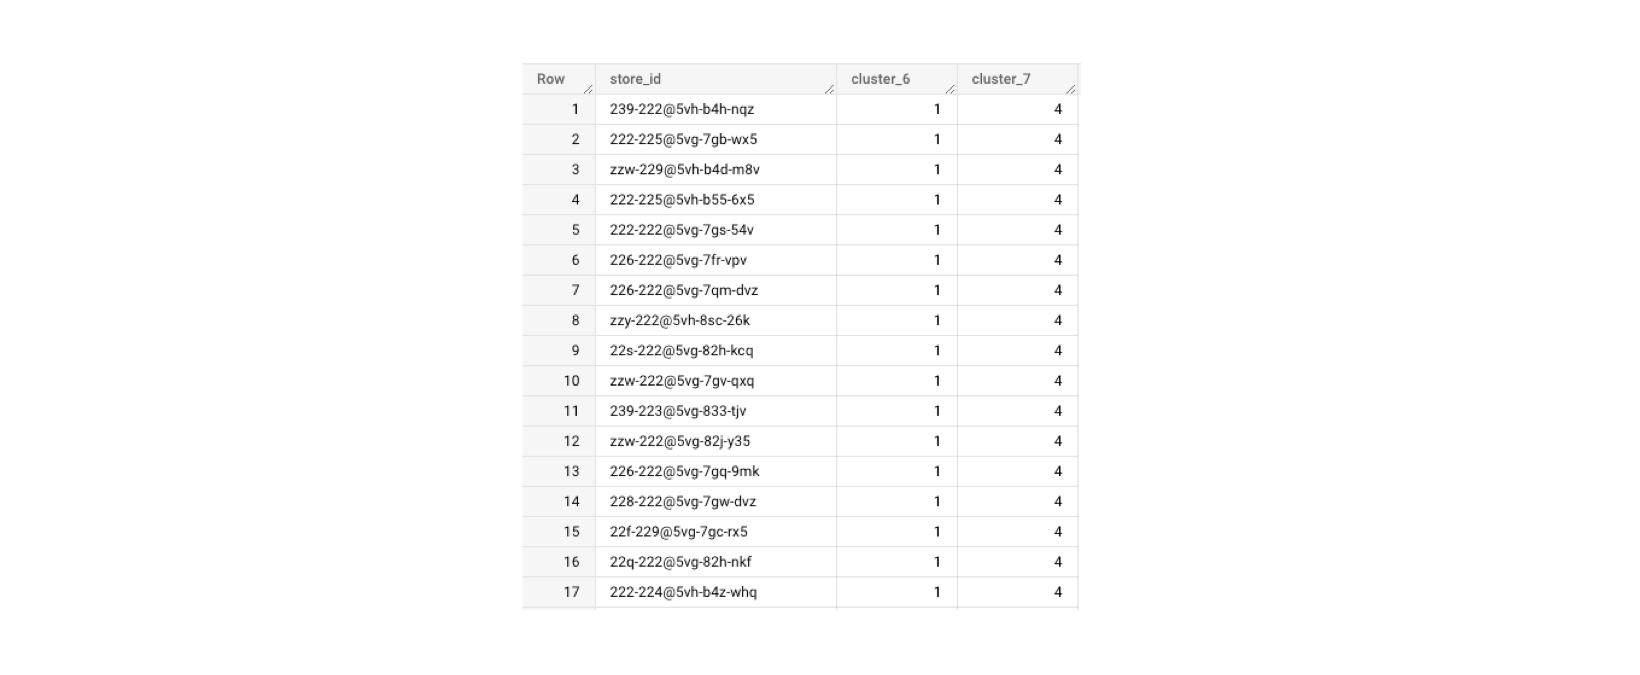 Row store_id cluster_6 cluster_7
1 239-222@5vh-b4h-nqz 1 4
2 222-225@5vg-7gb-wx5 1 4
3 zzw-229@5vh-b4d-m8v 1 4
4 222-225@5vh-b55-6x5 1 4
5 222-222@5vg-7gs-54v 1 4
6 226-222@5vg-7fr-vpv 1 4
7 226-222@5vg-7qm-dvz 1 4
8 zzy-222@5vh-8sc-26k 1 4
9 22s-222@5vg-82h-kcq 1 4
10 zzw-222@5vg-7gv-qxq 1 4
11 239-223@5vg-833-tjv 1 4
12 zzw-222@5vg-82j-y35 1 4
13 226-222@5vg-7gq-9mk 1 4
14 228-222@5vg-7gw-dvz 1 4
15 22f-229@5vg-7gc-rx5 1 4
16 22q-222@5vg-82h-nkf 1 4
17 222-224@5vh-b4z-whq 1 4